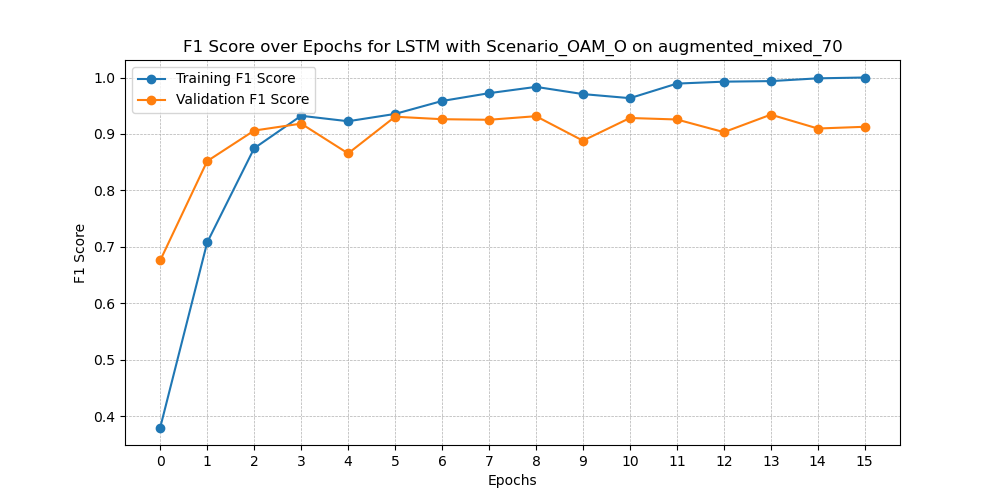 F1 Score over Epochs for LSTM with Scenario_OAM_O on augmented_mixed_70
Training F1 Score
Validation F1 Score
1.0
0.9
0.8
0.7
0.6
0.5
0.4
F1 Score
0 1 2 3 4 5 6 7 8 9 10 11 12 13 14 15
Epochs